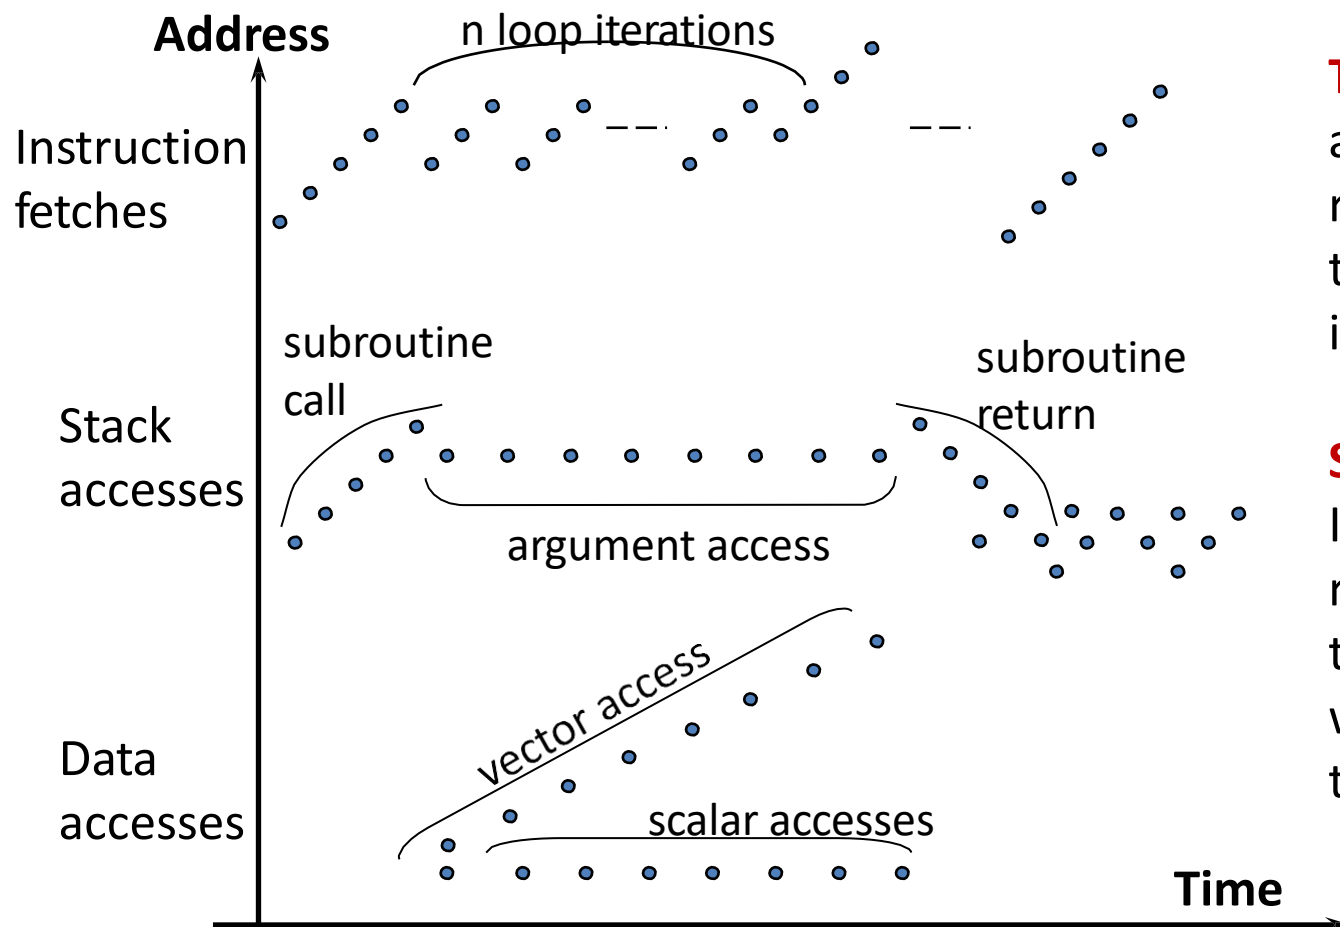 Address
n loop iterations
Instruction
fetches
subroutine
call
subroutine
return
Stack
accesses
argument access
vector access
Data
accesses
scalar accesses
Time